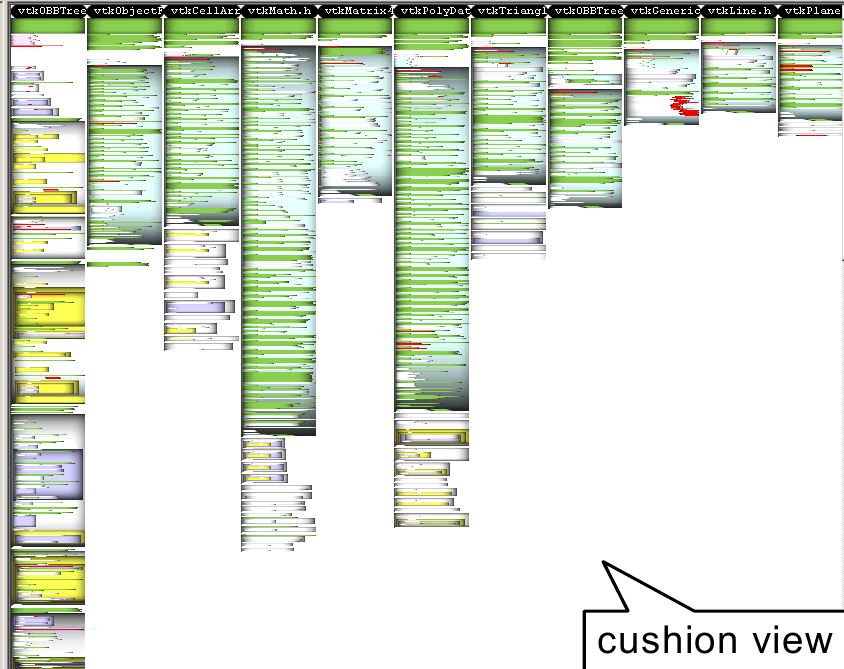 vtkOBBTree
vtkObjectF
vtkCellArr
vtkMath.h
vtkMatrix4
vtkPolyDat
vtkTriangl
vtkOBBTree
vtkGeneric
vtkLine.h
vtkPlane
cushion view